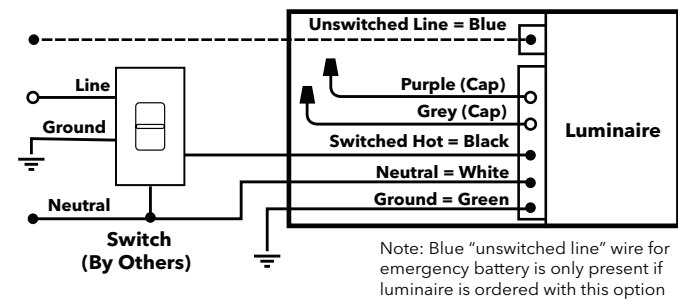 Unswitched Line = Blue
Line
Purple (Cap)
Grey (Cap)
Ground
Luminaire
Switched Hot = Black
Neutral = White
Neutral
Ground = Green
Switch
(By Others)
Note: Blue “unswitched line” wire for
emergency battery is only present if
luminaire is ordered with this option